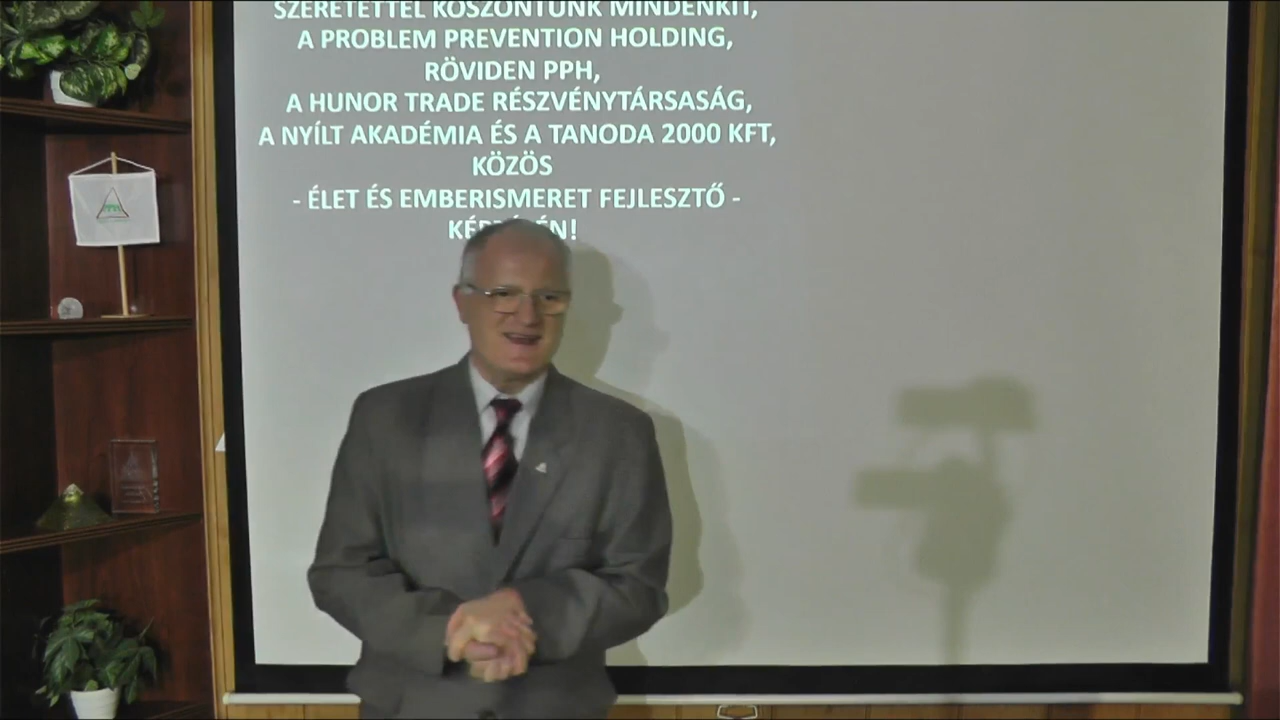 SZERETETTEL KÖSZÖNTÜNK MINDENKIT,
A PROBLEM PREVENTION HOLDING,
RÖVIDEN PPH,
A HUNOR TRADE RÉSZVÉNYTÁRSASÁG,
A NYÍLT AKADÉMIA ÉS A TANODA 2000 KFT,
KÖZÖS
- ÉLET ÉS EMBERISMERET FEJLESZTŐ -